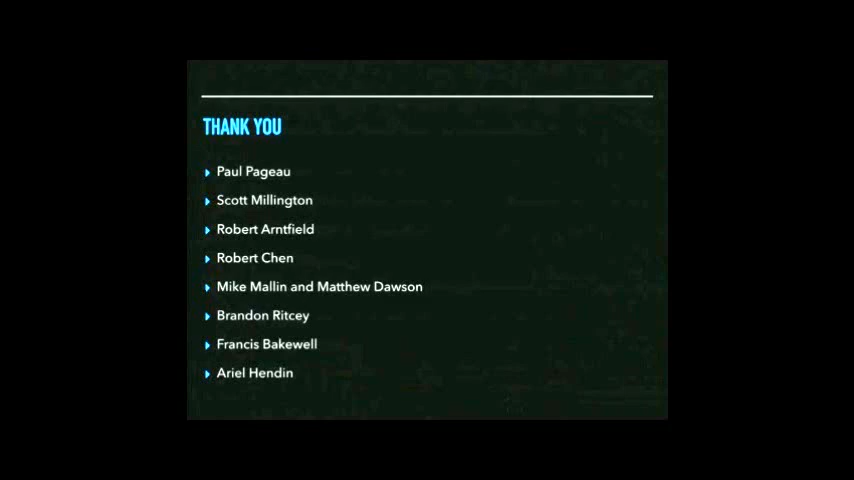 THANK YOU
Paul Pageau
Scott Millington
Robert Arntfield
Robert Chen
Mike Mallin and Matthew Dawson
Brandon Ritcey
Francis Bakewell
Ariel Hendin